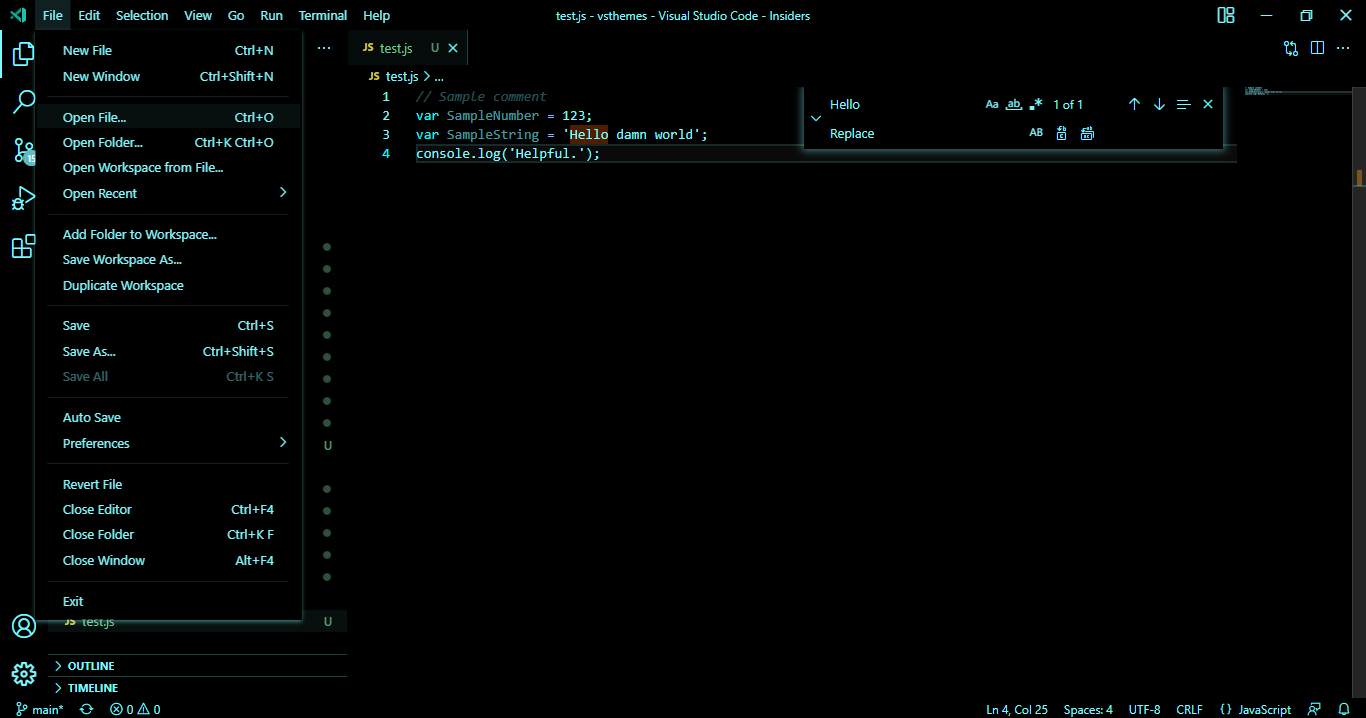 File Edit Selection View Go Run Terminal Help
test.js - vsthemes - Visual Studio Code - Insiders
New File Ctrl+N
New Window Ctrl+Shift+N
Open File... Ctrl+O
Open Folder... Ctrl+K Ctrl+O
Open Workspace from File...
Open Recent
Add Folder to Workspace...
Save Workspace As...
Duplicate Workspace
Save Ctrl+S
Save As... Ctrl+Shift+S
Save All Ctrl+K S
Auto Save
Preferences
Revert File
Close Editor Ctrl+F4
Close Folder Ctrl+K F
Close Window Alt+F4
Exit
15
U
JS test.js U
OUTLINE
TIMELINE
JS test.js U
JS test.js > ...
1 // Sample comment
2 var SampleNumber = 123;
3 var SampleString = 'Hello damn world';
4 console.log('Helpful.');
Hello Aa ab .* 1 of 1
Replace AB
main* 0 0
Ln 4, Col 25 Spaces: 4 UTF-8 CRLF {} JavaScript